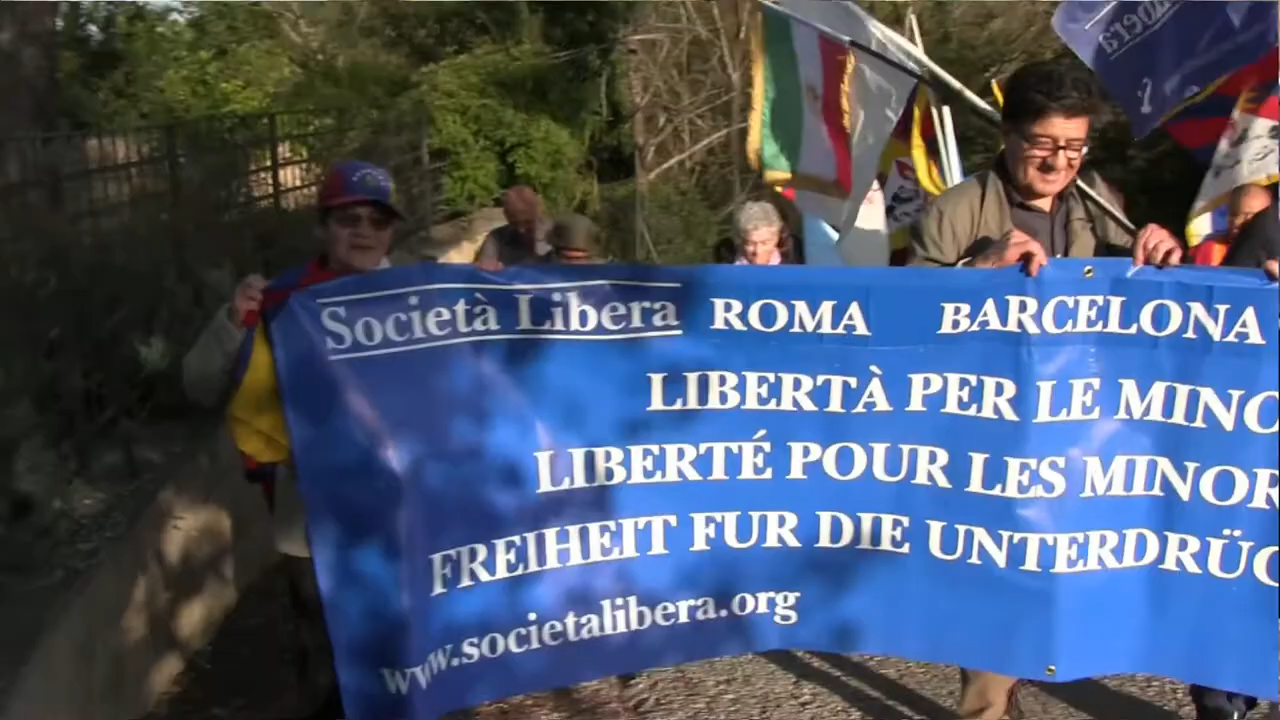 Società Libera ROMA BARCELONA
LIBERTÀ PER LE MINO
LIBERTÉ POUR LES MINOR
FREIHEIT FUR DIE UNTERDRÜC
www.societalibera.org